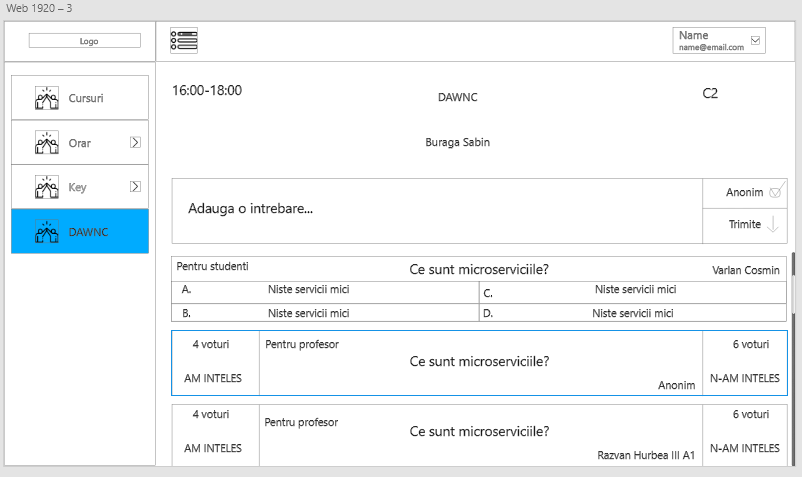 Web 1920 – 3
Logo
Name
name@email.com
Cursuri
Orar
Key
DAWNC
16:00-18:00
DAWNC
C2
Buraga Sabin
Adauga o intrebare...
Anonim
Trimite
Pentru studenti
Ce sunt microserviciile?
Varlan Cosmin
A. Niste servicii mici
C. Niste servicii mici
B. Niste servicii mici
D. Niste servicii mici
4 voturi
AM INTELES
Pentru profesor
Ce sunt microserviciile?
Anonim
6 voturi
N-AM INTELES
4 voturi
AM INTELES
Pentru profesor
Ce sunt microserviciile?
Razvan Hurbea III A1
6 voturi
N-AM INTELES